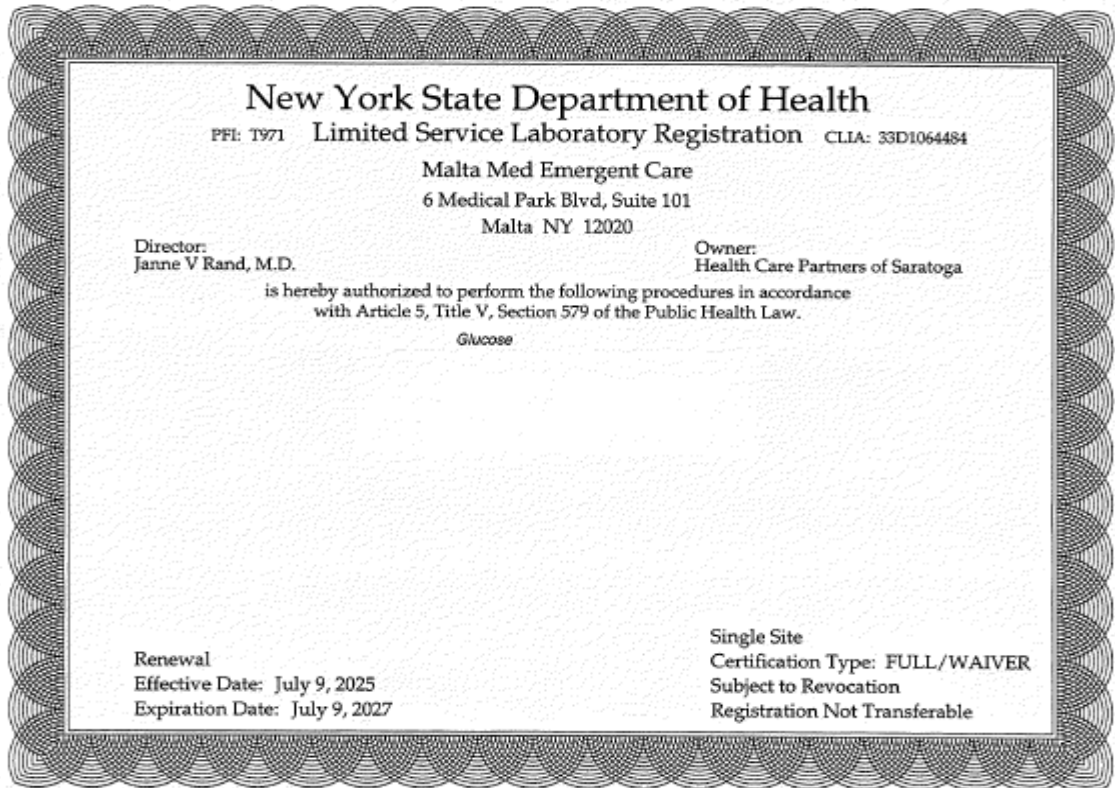 New York State Department of Health
PFI: T971 Limited Service Laboratory Registration CLIA: 33D1064484
Malta Med Emergent Care
6 Medical Park Blvd, Suite 101
Malta NY 12020
Director:
Janne V Rand, M.D.
Owner:
Health Care Partners of Saratoga
is hereby authorized to perform the following procedures in accordance
with Article 5, Title V, Section 579 of the Public Health Law.
Glucose
Renewal
Effective Date: July 9, 2025
Expiration Date: July 9, 2027
Single Site
Certification Type: FULL/WAIVER
Subject to Revocation
Registration Not Transferable